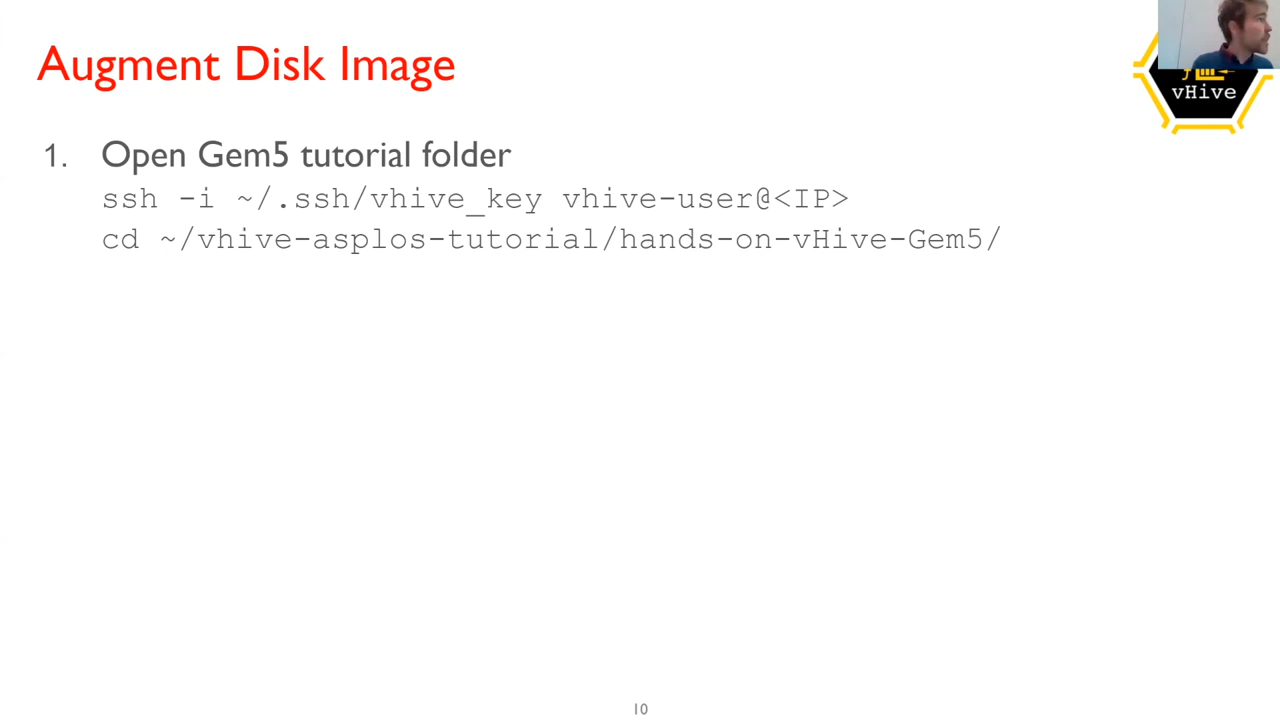 Augment Disk Image
vHive
1. Open Gem5 tutorial folder
ssh -i ~/.ssh/vhive_key vhive-user@<IP>
cd ~/vhive-asplos-tutorial/hands-on-vHive-Gem5/
10